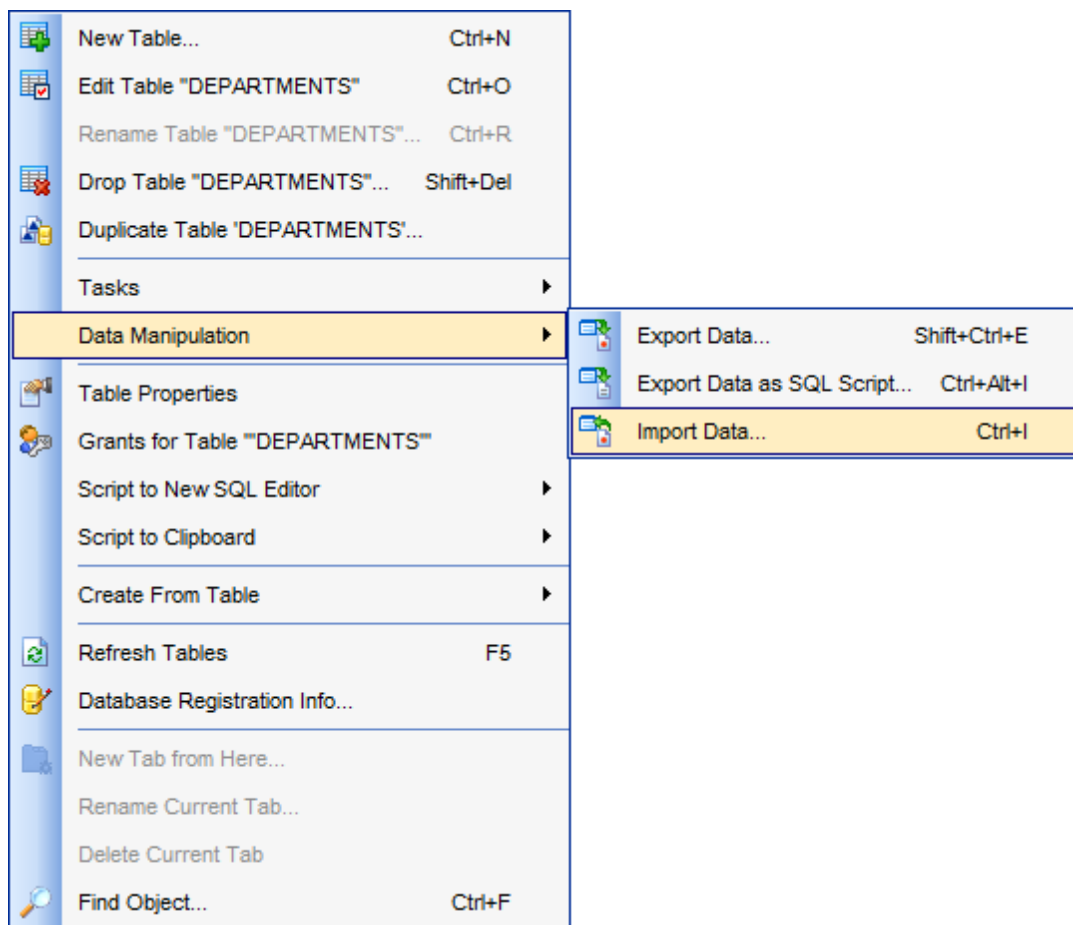 New Table... Ctrl+N
Edit Table "DEPARTMENTS" Ctrl+O
Rename Table "DEPARTMENTS"... Ctrl+R
Drop Table "DEPARTMENTS"... Shift+Del
Duplicate Table 'DEPARTMENTS'...
Tasks
Data Manipulation
Export Data... Shift+Ctrl+E
Export Data as SQL Script... Ctrl+Alt+I
Import Data... Ctrl+I
Table Properties
Grants for Table '"DEPARTMENTS"'
Script to New SQL Editor
Script to Clipboard
Create From Table
Refresh Tables F5
Database Registration Info...
New Tab from Here...
Rename Current Tab...
Delete Current Tab
Find Object... Ctrl+F